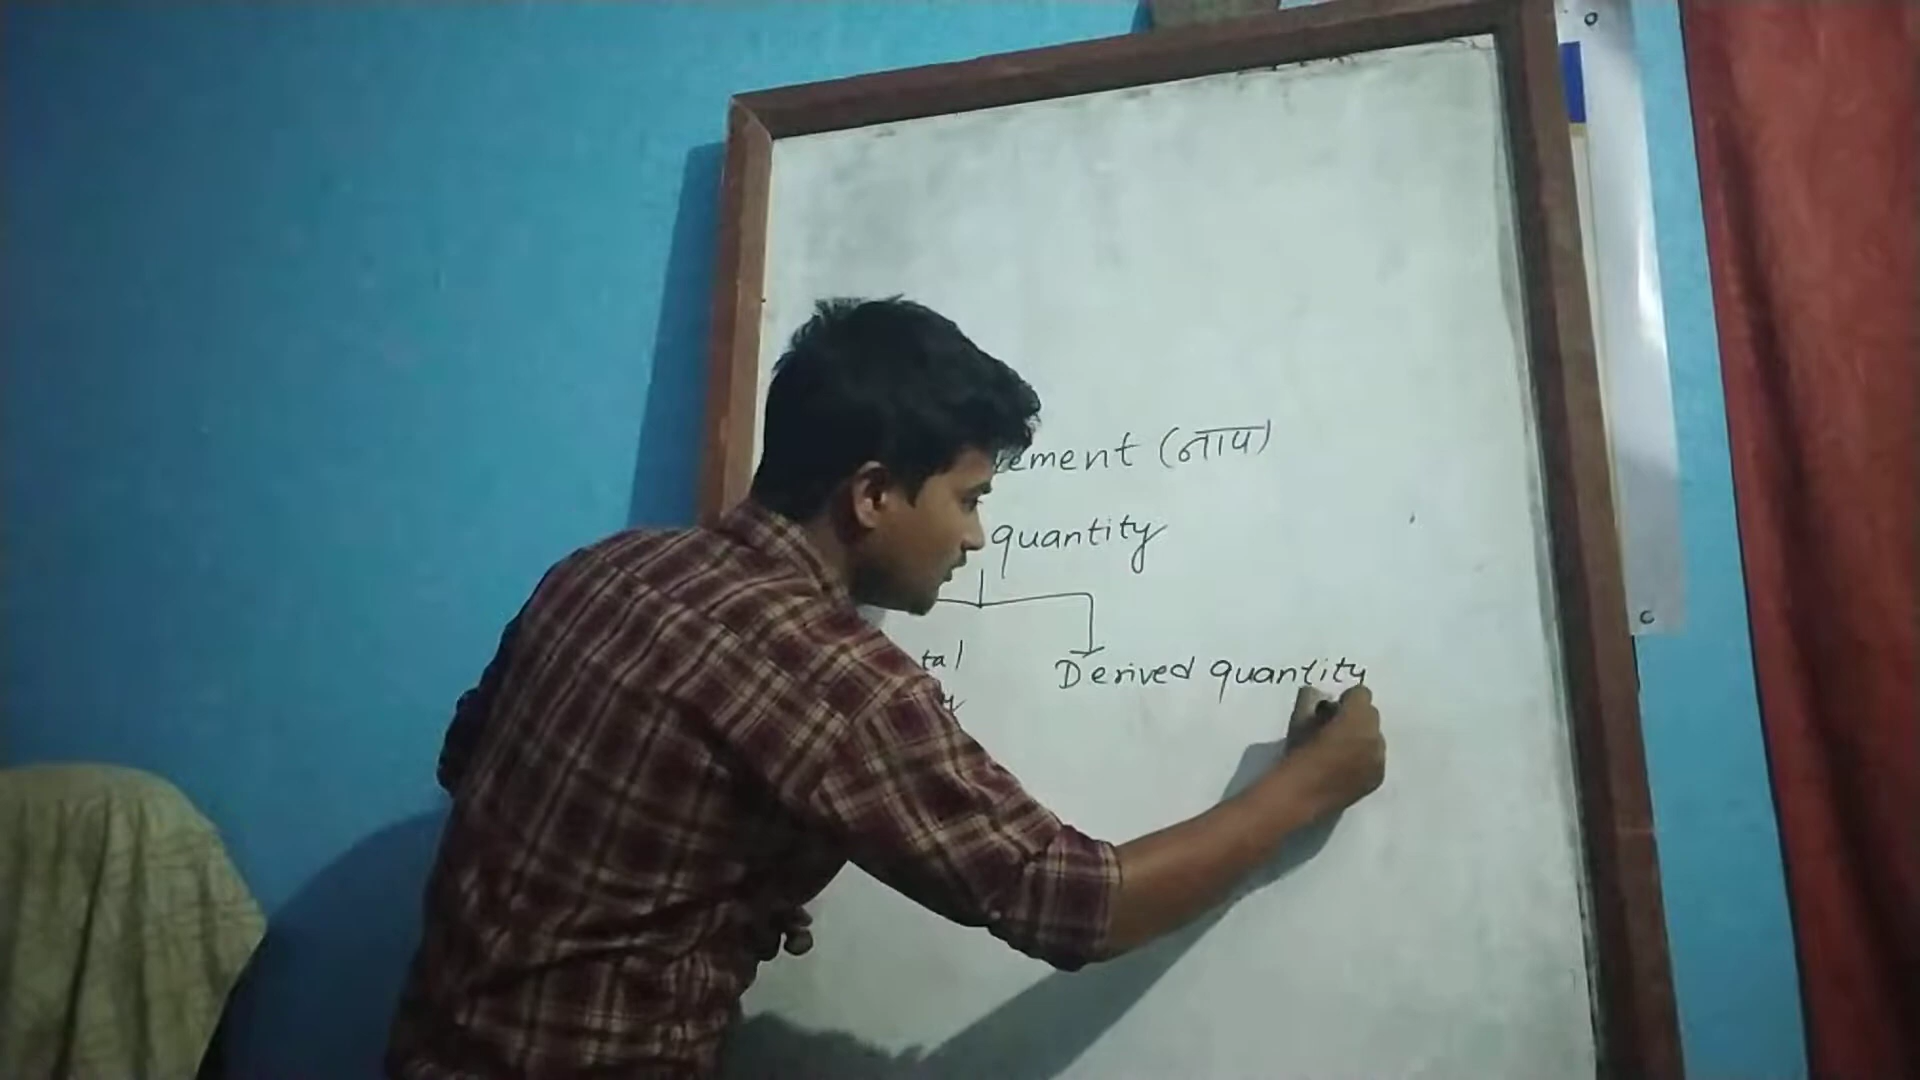 ement (नाप)
quantity
tal Derived quantity
y